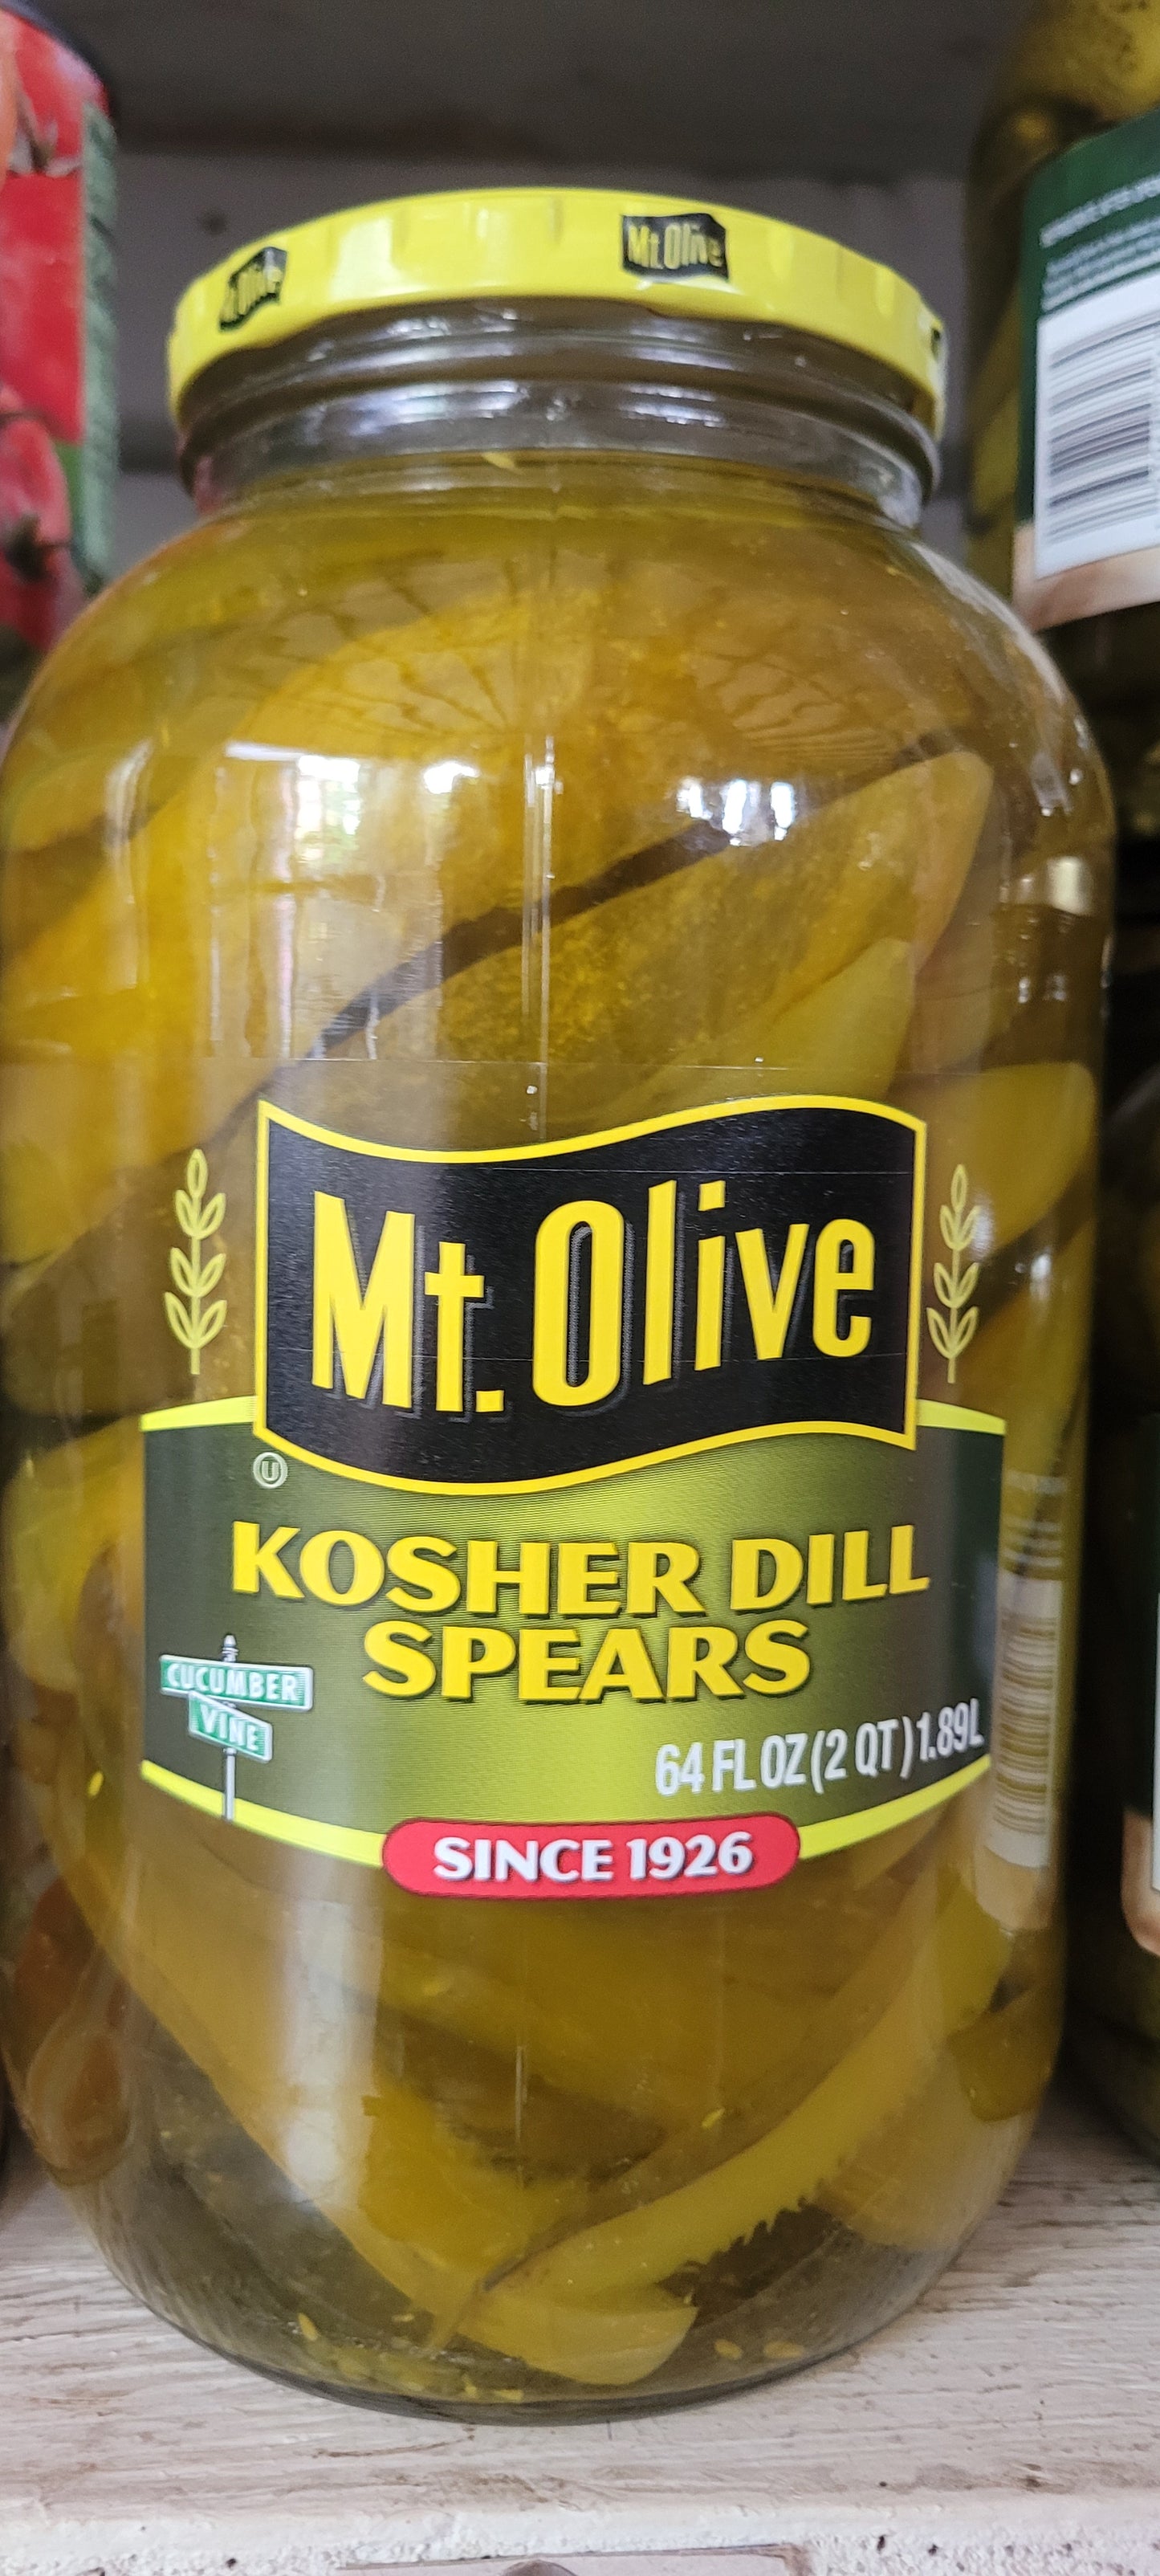 Mt. Olive
Mt. Olive
Mt. Olive
U
KOSHER DILL
SPEARS
CUCUMBER
VINE
64 FL OZ (2 QT) 1.89L
SINCE 1926